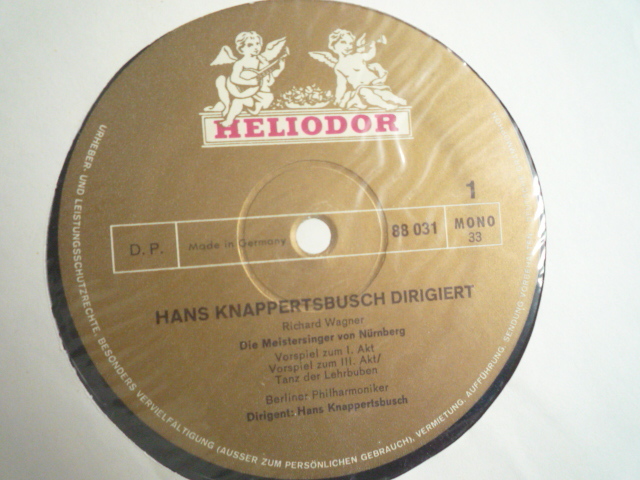 HELIODOR
1
D. P.
Made in Germany
88 031
MONO
33
HANS KNAPPERTSBUSCH DIRIGIERT
Richard Wagner
Die Meistersinger von Nürnberg
Vorspiel zum I. Akt
Vorspiel zum III. Akt/
Tanz der Lehrbuben
Berliner Philharmoniker
Dirigent: Hans Knappertsbusch
URHEBER- UND LEISTUNGSSCHUTZRECHTE, BESONDERS VERVIELFÄLTIGUNG (AUSSER ZUM PERSÖNLICHEN GEBRAUCH), VERMIETUNG, AUFFÜHRUNG, SENDUNG